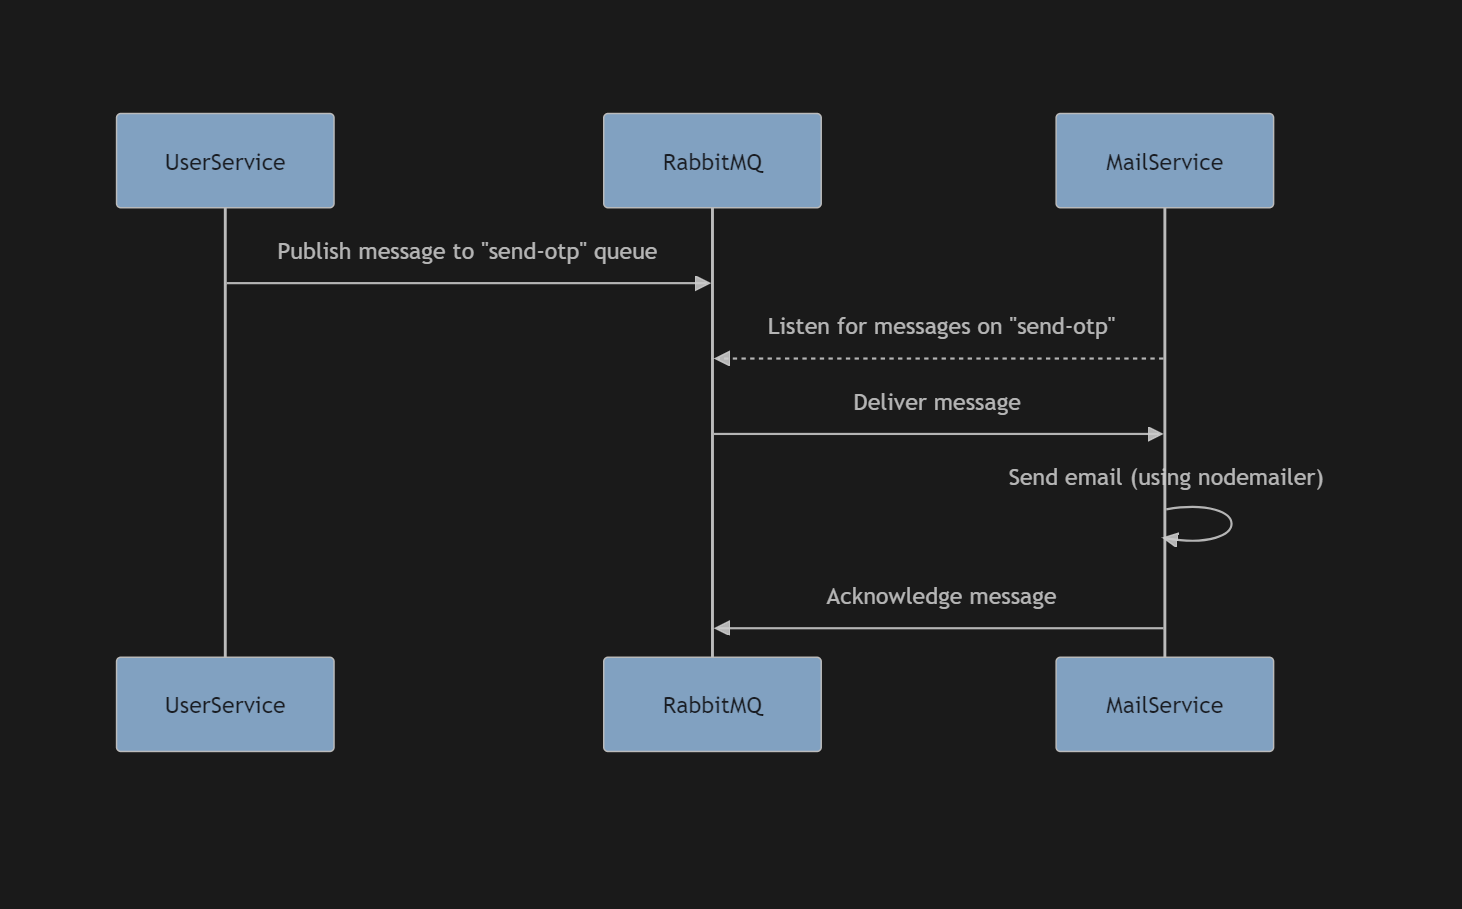 UserService
RabbitMQ
MailService
Publish message to "send-otp" queue
Listen for messages on "send-otp"
Deliver message
Send email (using nodemailer)
Acknowledge message
UserService
RabbitMQ
MailService